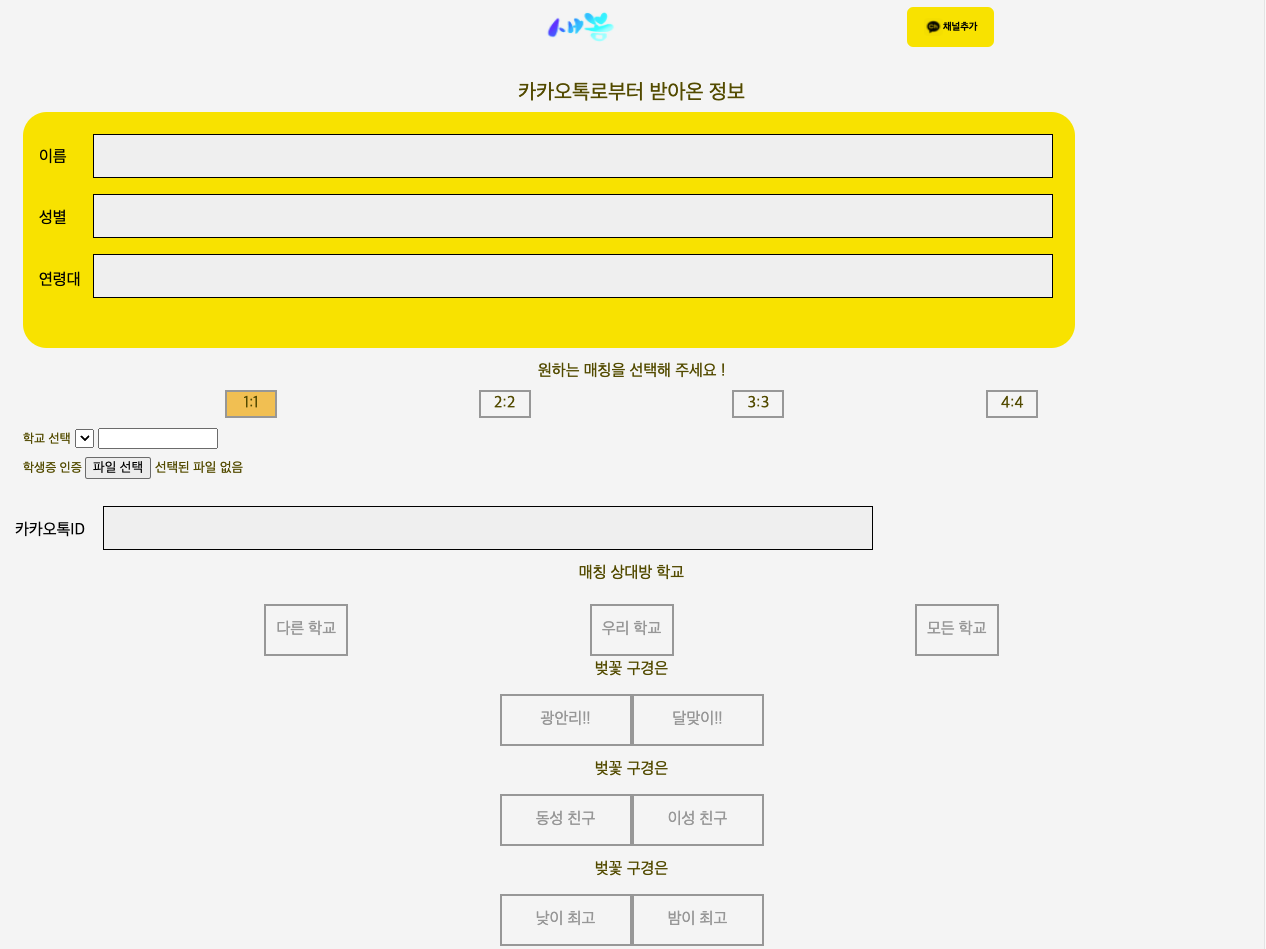 새봄
채널추가
카카오톡로부터 받아온 정보
이름
성별
연령대
원하는 매칭을 선택해 주세요 !
1:1 2:2 3:3 4:4
학교 선택
학생증 인증 파일 선택 선택된 파일 없음
카카오톡ID
매칭 상대방 학교
다른 학교 우리 학교 모든 학교
벚꽃 구경은
광안리!! 달맞이!!
벚꽃 구경은
동성 친구 이성 친구
벚꽃 구경은
낮이 최고 밤이 최고